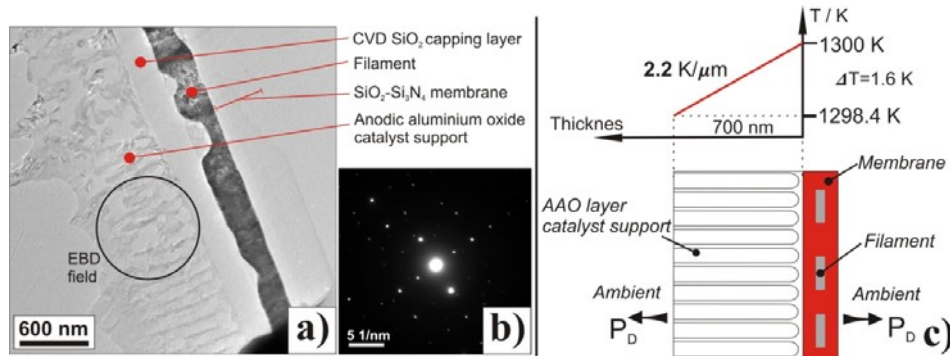 CVD SiO₂ capping layer
Filament
SiO₂-Si₃N₄ membrane
Anodic aluminium oxide
catalyst support
EBD
field
600 nm
a)
5 1/nm
b)
T / K
1300 K
2.2 K/µm
ΔT=1.6 K
1298.4 K
Thicknes
700 nm
Membrane
AAO layer
catalyst support
Filament
Ambient
P_D
Ambient
P_D
c)